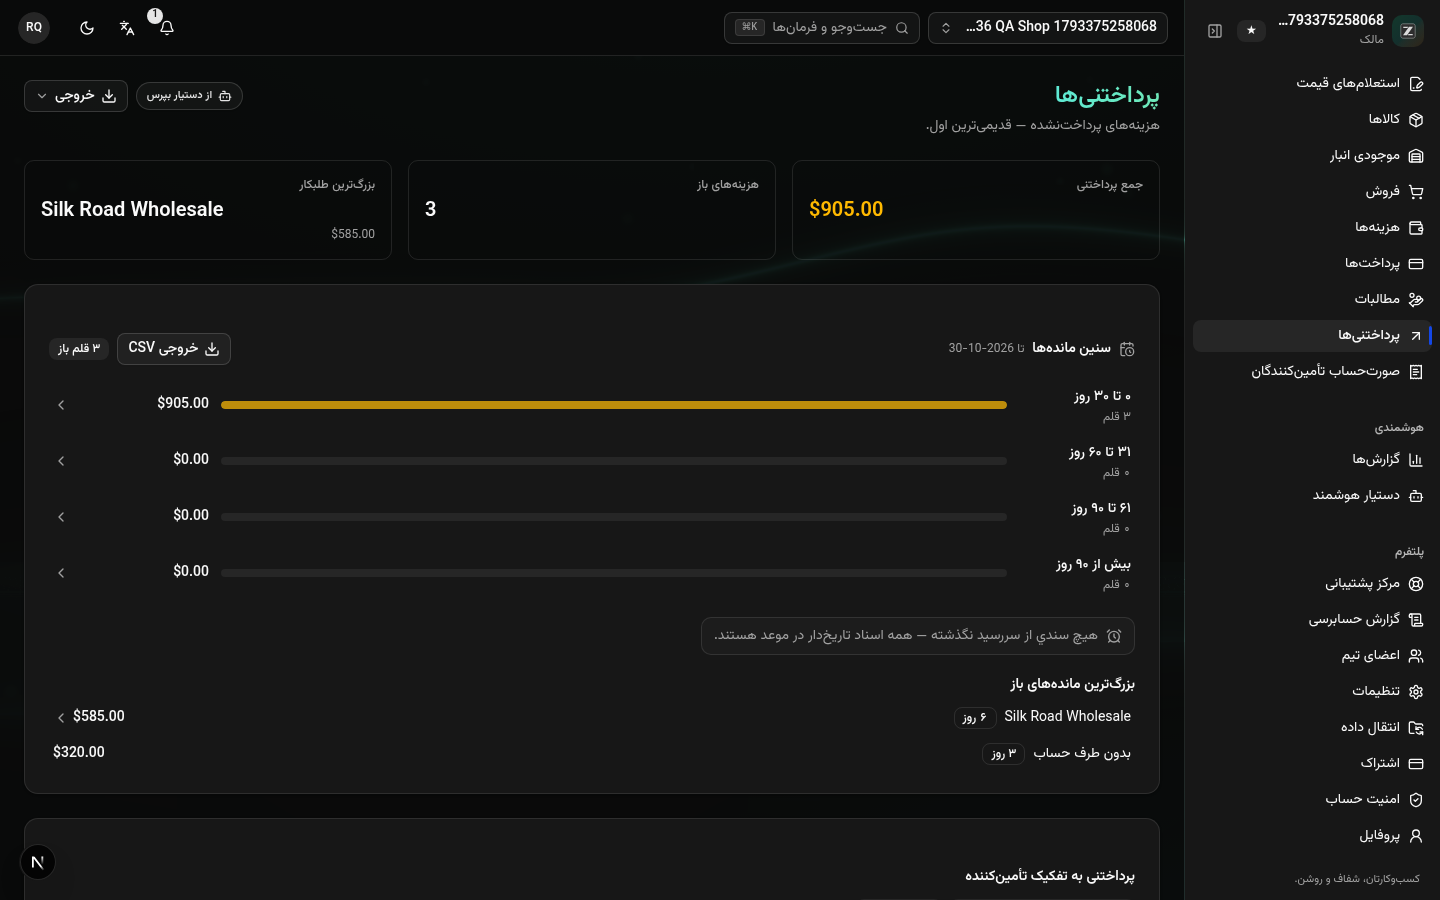 …793375258068
مالک
استعلام‌های قیمت
کالاها
موجودی انبار
فروش
هزینه‌ها
پرداخت‌ها
مطالبات
پرداختنی‌ها
صورت‌حساب تأمین‌کنندگان
هوشمندی
گزارش‌ها
دستیار هوشمند
پلتفرم
مرکز پشتیبانی
گزارش حسابرسی
اعضای تیم
تنظیمات
انتقال داده
اشتراک
امنیت حساب
پروفایل
کسب‌وکارتان، شفاف و روشن.
…36 QA Shop 1793375258068
جست‌وجو و فرمان‌ها
⌘K
1
RQ
پرداختنی‌ها
هزینه‌های پرداخت‌نشده — قدیمی‌ترین اول.
از دستیار بپرس
خروجی
جمع پرداختنی
$905.00
هزینه‌های باز
3
بزرگ‌ترین طلبکار
Silk Road Wholesale
$585.00
سنین مانده‌ها تا 2026-10-30
خروجی CSV
۳ قلم باز
۰ تا ۳۰ روز
۳ قلم
$905.00
۳۱ تا ۶۰ روز
۰ قلم
$0.00
۶۱ تا ۹۰ روز
۰ قلم
$0.00
بیش از ۹۰ روز
۰ قلم
$0.00
هیچ سندي از سررسید نگذشته — همه اسناد تاریخ‌دار در موعد هستند.
بزرگ‌ترین مانده‌های باز
Silk Road Wholesale ۶ روز $585.00
بدون طرف حساب ۳ روز $320.00
پرداختنی به تفکیک تأمین‌کننده
N